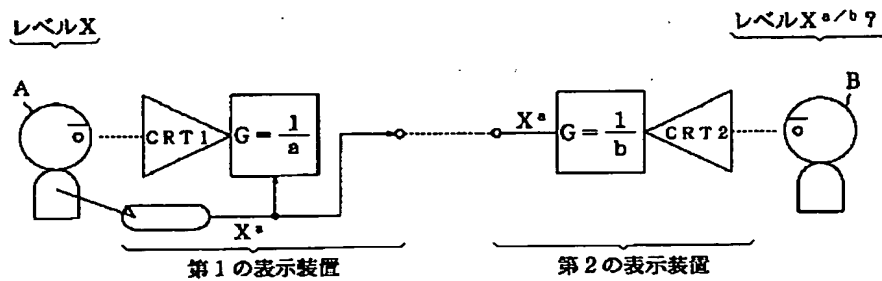 レベルX
レベルX^a/b?
A
B
CRT1
G=1/a
X^a
G=1/b
CRT2
X^a
第1の表示装置
第2の表示装置